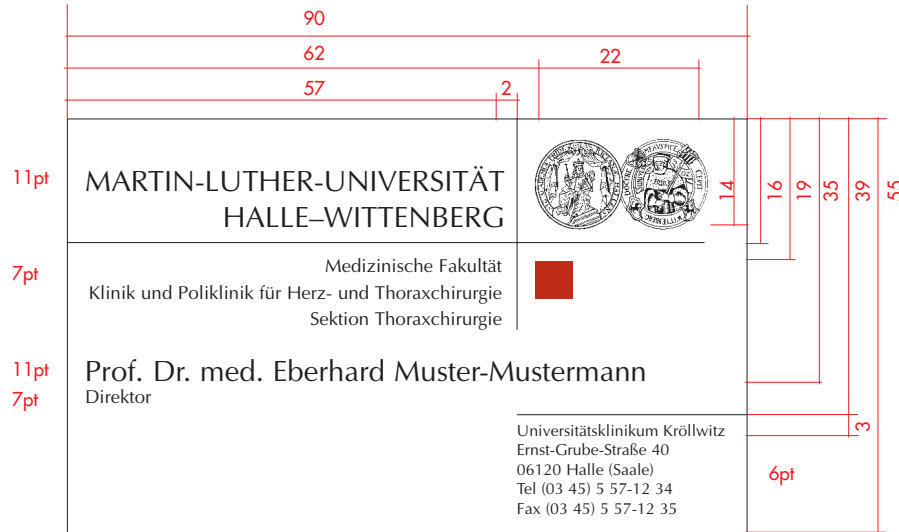 90
62
22
57
2
11pt
MARTIN-LUTHER-UNIVERSITÄT
HALLE–WITTENBERG
14
16
19
35
39
55
7pt
Medizinische Fakultät
Klinik und Poliklinik für Herz- und Thoraxchirurgie
Sektion Thoraxchirurgie
11pt
Prof. Dr. med. Eberhard Muster-Mustermann
7pt
Direktor
3
Universitätsklinikum Kröllwitz
Ernst-Grube-Straße 40
06120 Halle (Saale)
Tel (03 45) 5 57-12 34
Fax (03 45) 5 57-12 35
6pt